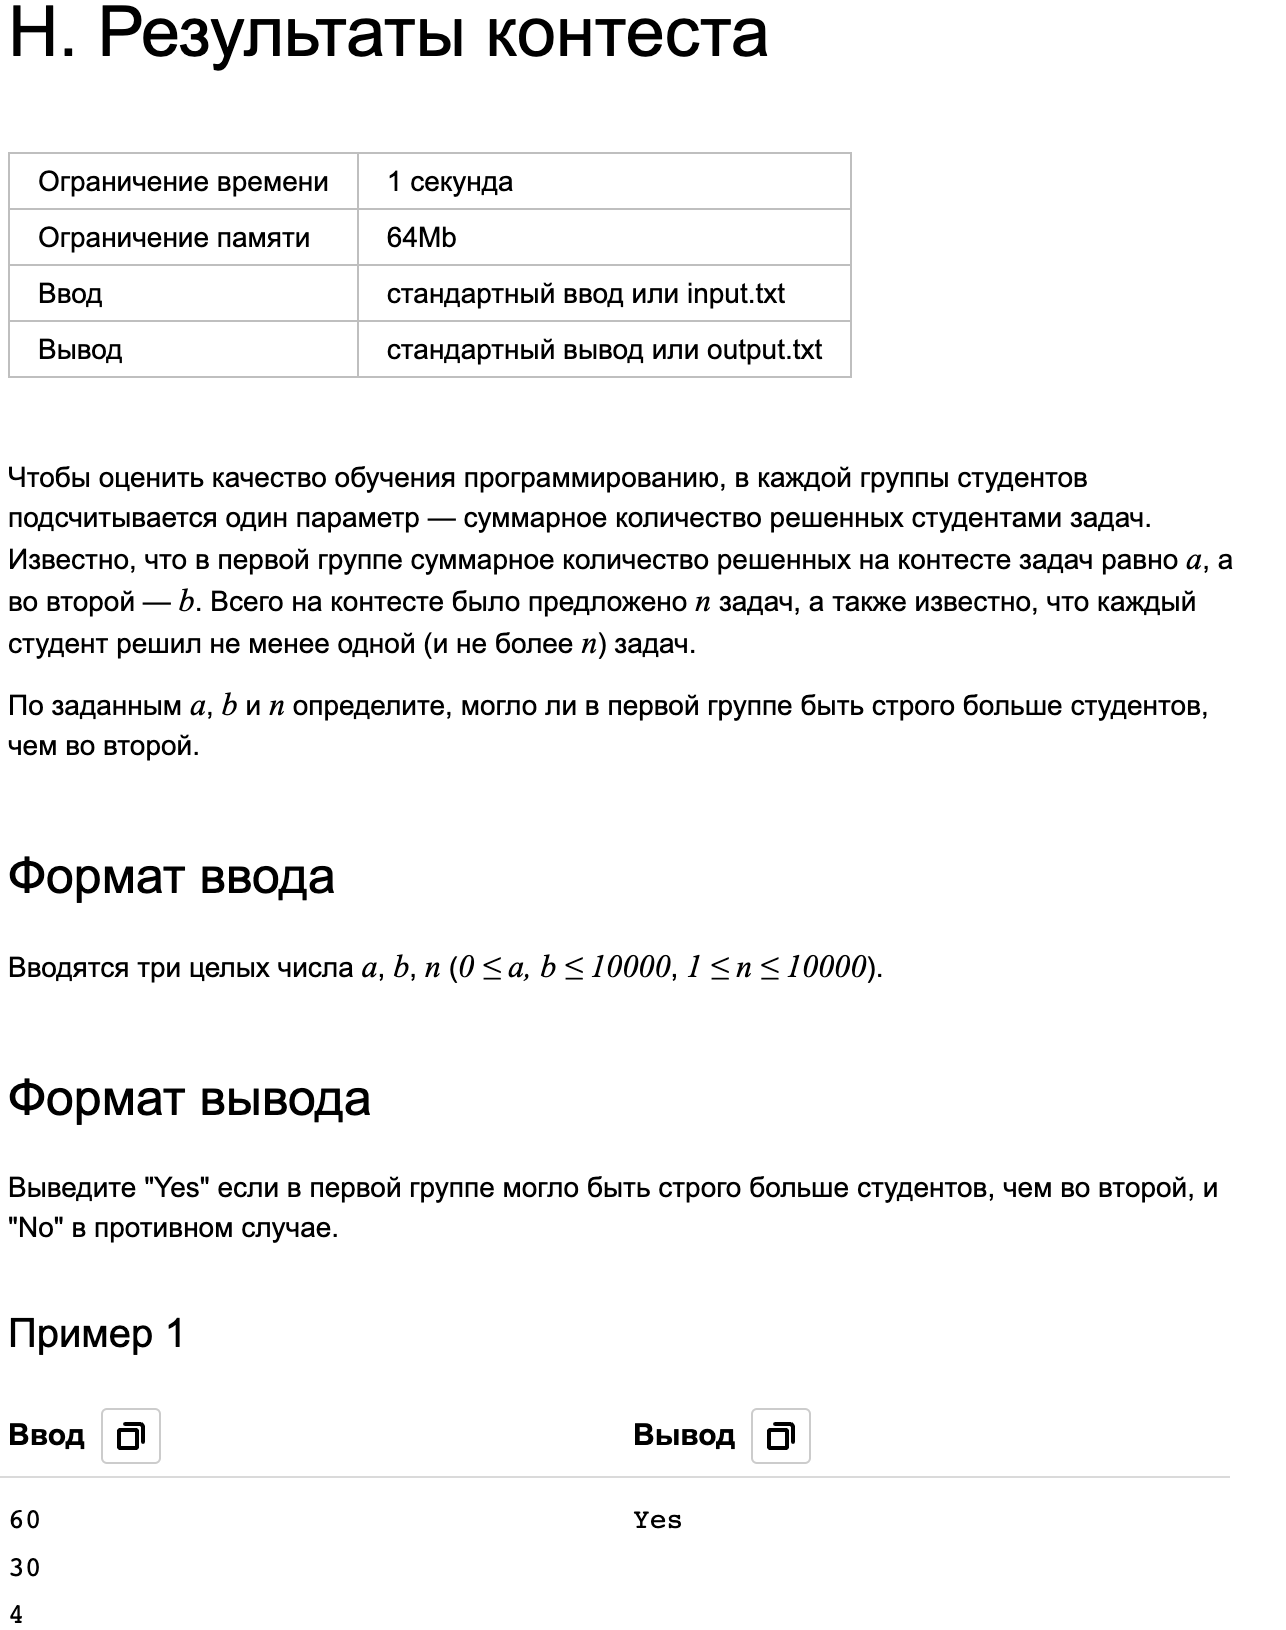 Н. Результаты контеста
Ограничение времени 1 секунда
Ограничение памяти 64Mb
Ввод стандартный ввод или input.txt
Вывод стандартный вывод или output.txt
Чтобы оценить качество обучения программированию, в каждой группы студентов
подсчитывается один параметр — суммарное количество решенных студентами задач.
Известно, что в первой группе суммарное количество решенных на контесте задач равно a, а
во второй — b. Всего на контесте было предложено n задач, а также известно, что каждый
студент решил не менее одной (и не более n) задач.
По заданным a, b и n определите, могло ли в первой группе быть строго больше студентов,
чем во второй.
Формат ввода
Вводятся три целых числа a, b, n (0 ≤ a, b ≤ 10000, 1 ≤ n ≤ 10000).
Формат вывода
Выведите "Yes" если в первой группе могло быть строго больше студентов, чем во второй, и
"No" в противном случае.
Пример 1
Ввод Вывод
60 Yes
30
4